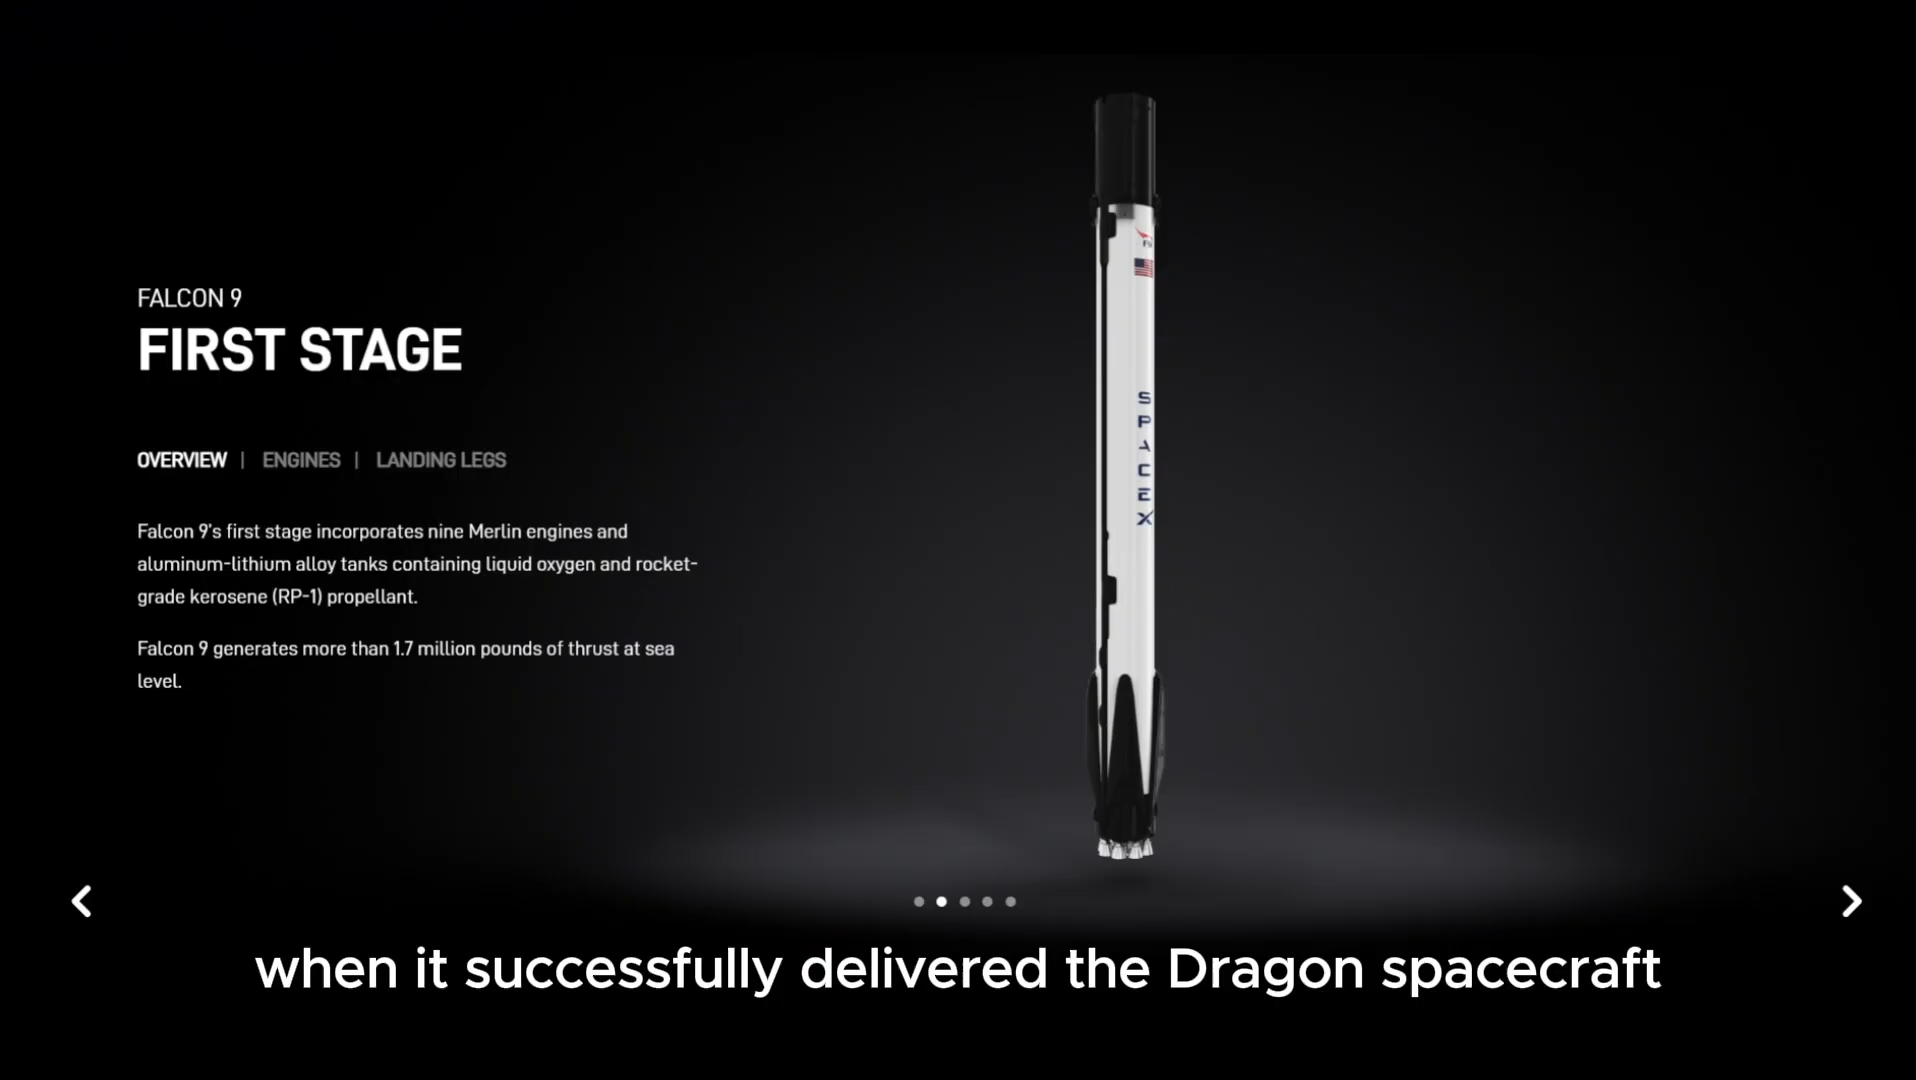 FALCON 9
FIRST STAGE
OVERVIEW | ENGINES | LANDING LEGS
Falcon 9's first stage incorporates nine Merlin engines and
aluminum-lithium alloy tanks containing liquid oxygen and rocket-
grade kerosene (RP-1) propellant.
Falcon 9 generates more than 1.7 million pounds of thrust at sea
level.
F9
SPACEX
when it successfully delivered the Dragon spacecraft